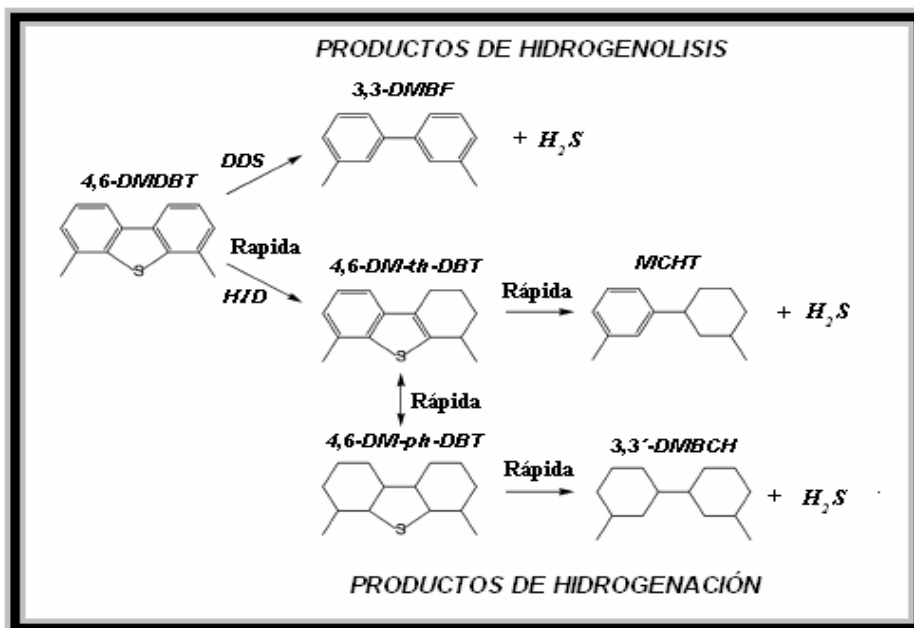 PRODUCTOS DE HIDROGENOLISIS
3,3-DMBF
+ H₂S
DDS
4,6-DMDBT
S
Rapida
HID
4,6-DM-th-DBT
S
Rápida
MCHT
+ H₂S
Rápida
4,6-DM-ph-DBT
S
Rápida
3,3´-DMBCH
+ H₂S
PRODUCTOS DE HIDROGENACIÓN